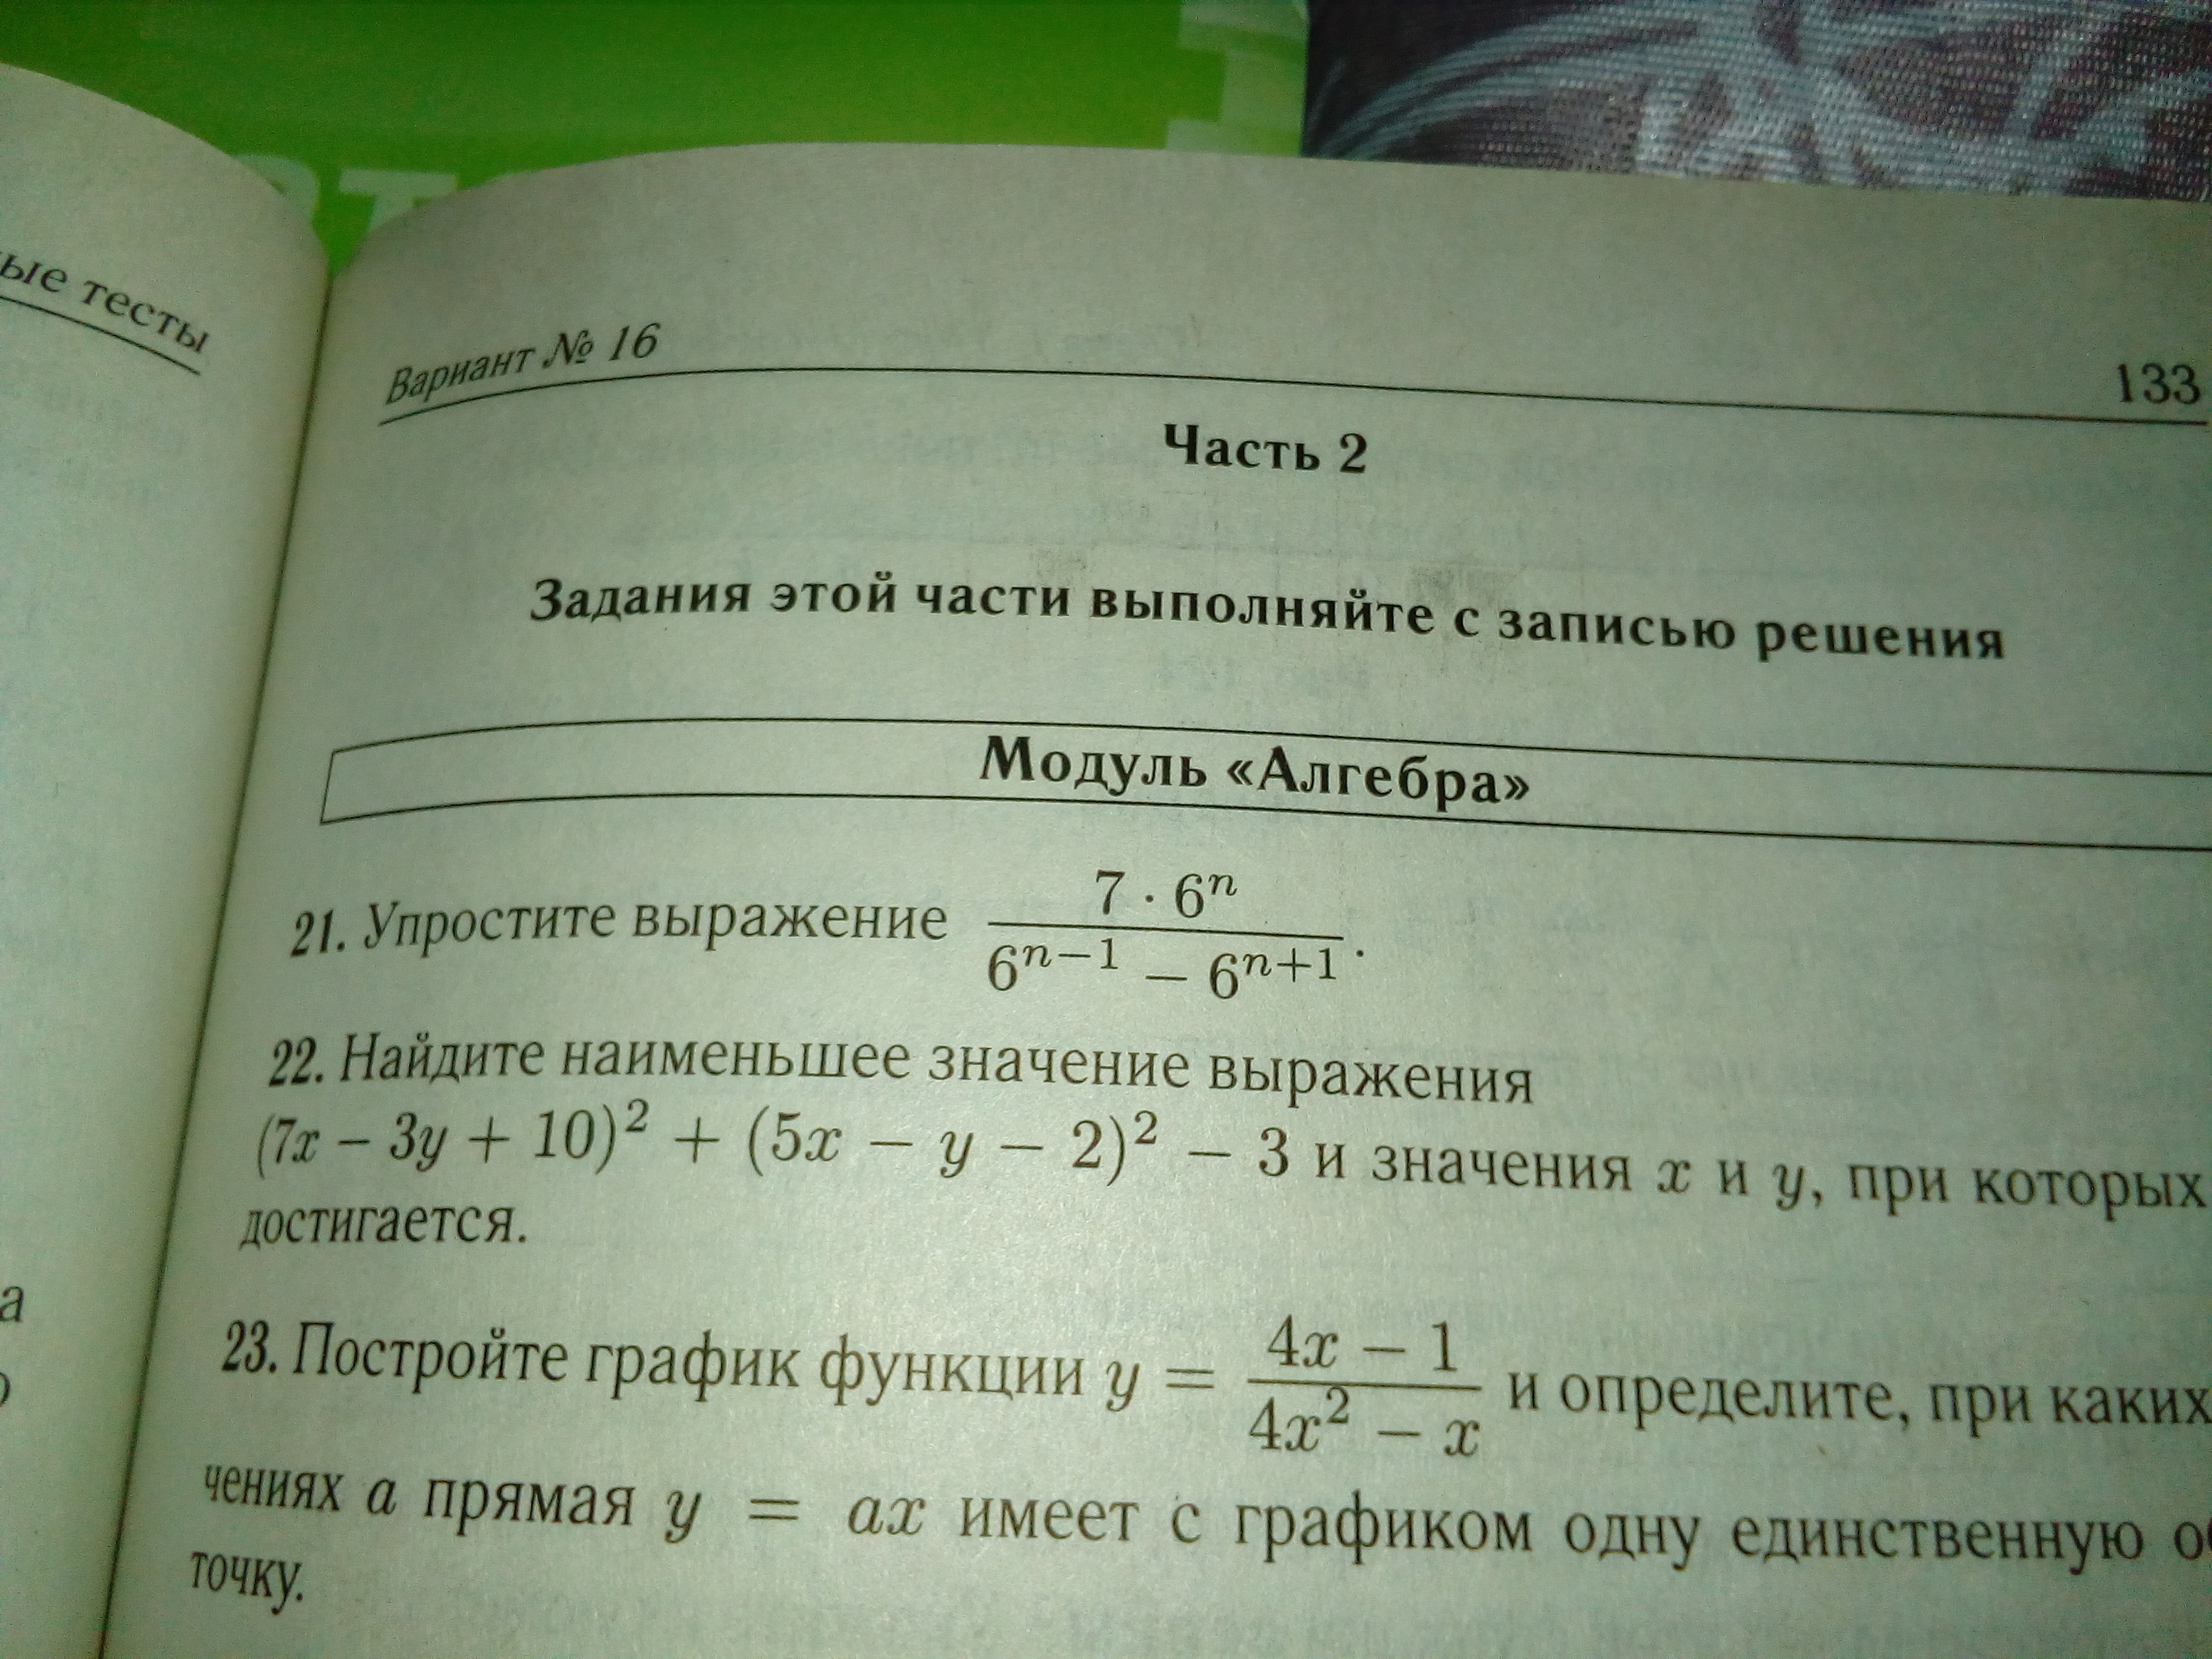 ые тесты
Вариант № 16
133
Часть 2
Задания этой части выполняйте с записью решения
Модуль «Алгебра»
21. Упростите выражение 7 · 6ⁿ / (6ⁿ⁻¹ − 6ⁿ⁺¹).
22. Найдите наименьшее значение выражения
(7x − 3y + 10)² + (5x − y − 2)² − 3 и значения x и y, при которых
достигается.
23. Постройте график функции y = (4x − 1) / (4x² − x) и определите, при каких
чениях a прямая y = ax имеет с графиком одну единственную
точку.